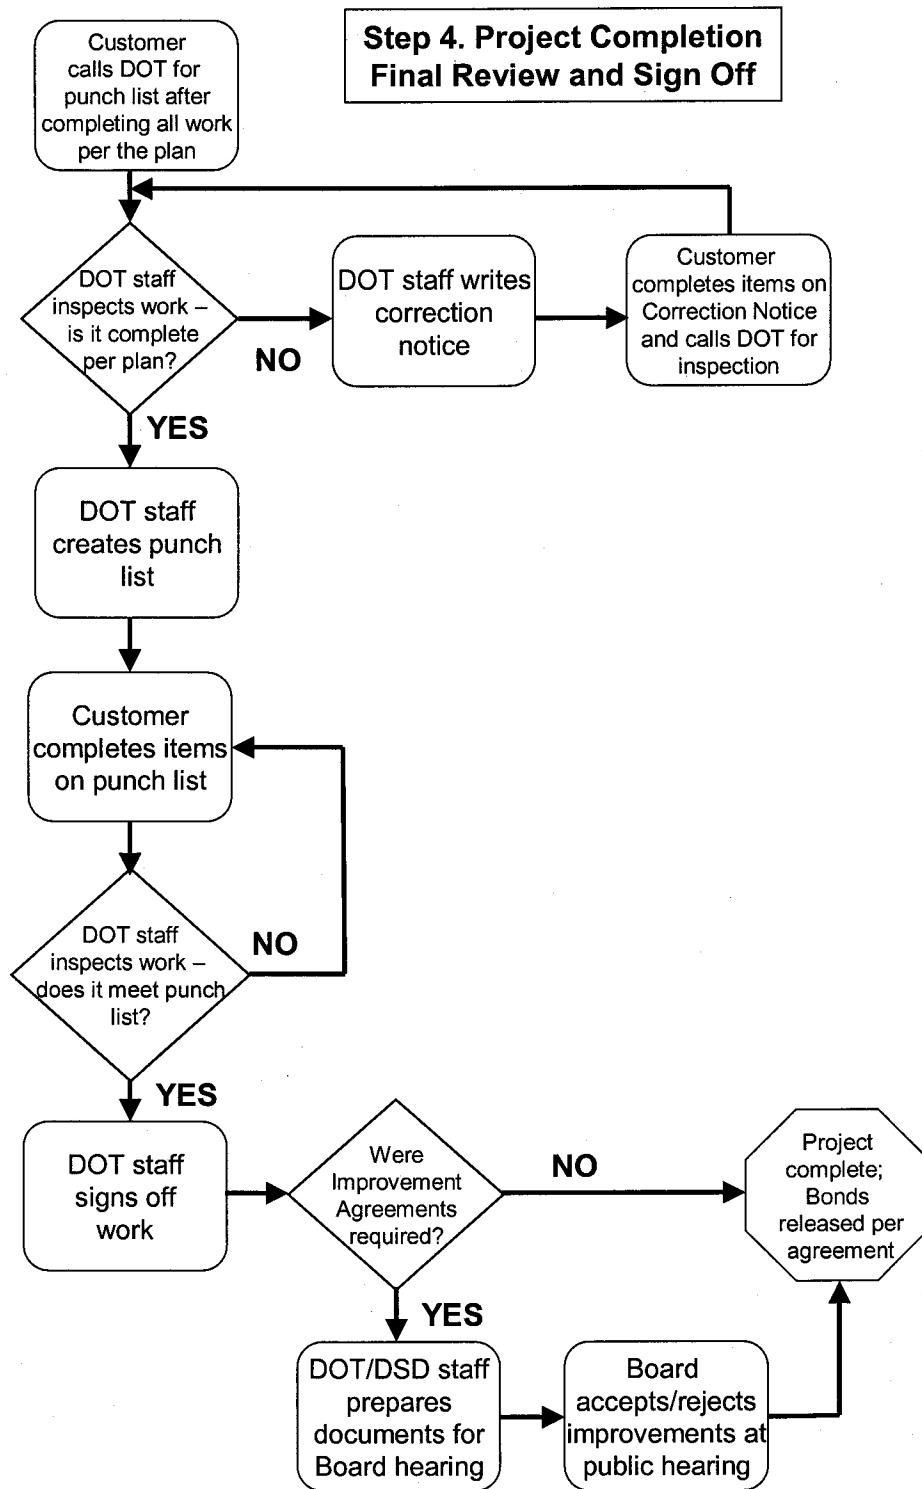 Step 4. Project Completion
Final Review and Sign Off
Customer
calls DOT for
punch list after
completing all work
per the plan
DOT staff
inspects work –
is it complete
per plan?
NO
DOT staff writes
correction
notice
Customer
completes items on
Correction Notice
and calls DOT for
inspection
YES
DOT staff
creates punch
list
Customer
completes items
on punch list
DOT staff
inspects work –
does it meet punch
list?
NO
YES
DOT staff
signs off
work
Were
Improvement
Agreements
required?
NO
Project
complete;
Bonds
released per
agreement
YES
DOT/DSD staff
prepares
documents for
Board hearing
Board
accepts/rejects
improvements at
public hearing